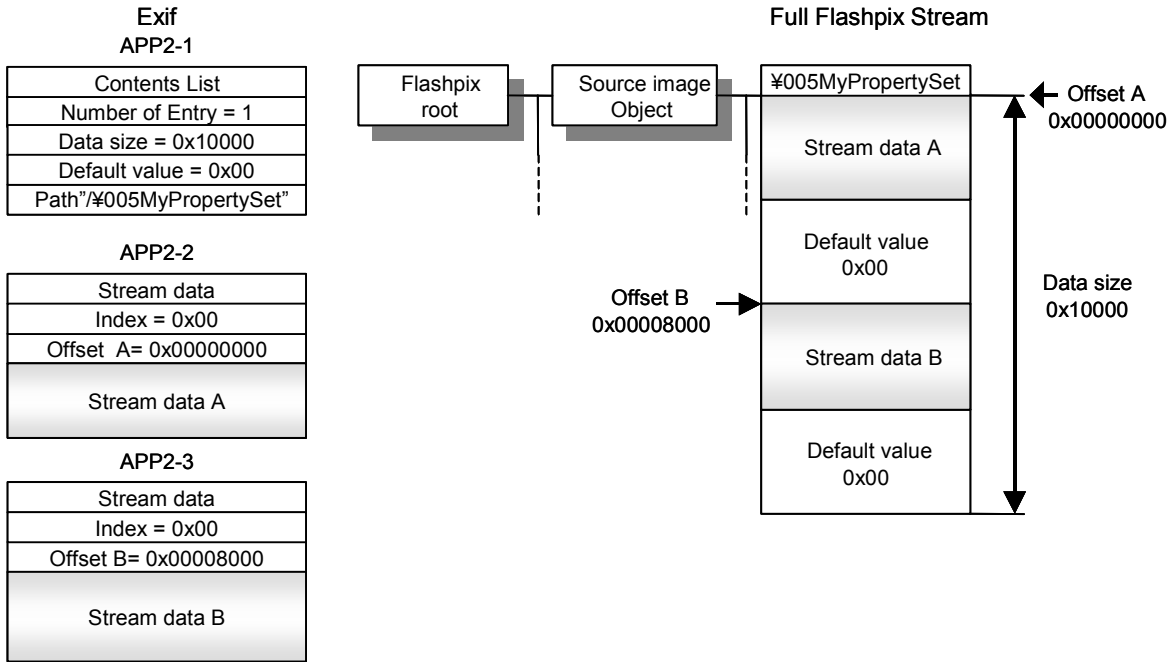 Exif
APP2-1
Contents List
Number of Entry = 1
Data size = 0x10000
Default value = 0x00
Path"/¥005MyPropertySet"
APP2-2
Stream data
Index = 0x00
Offset A= 0x00000000
Stream data A
APP2-3
Stream data
Index = 0x00
Offset B= 0x00008000
Stream data B
Full Flashpix Stream
Flashpix
root
Source image
Object
¥005MyPropertySet
Offset A
0x00000000
Stream data A
Default value
0x00
Offset B
0x00008000
Data size
0x10000
Stream data B
Default value
0x00